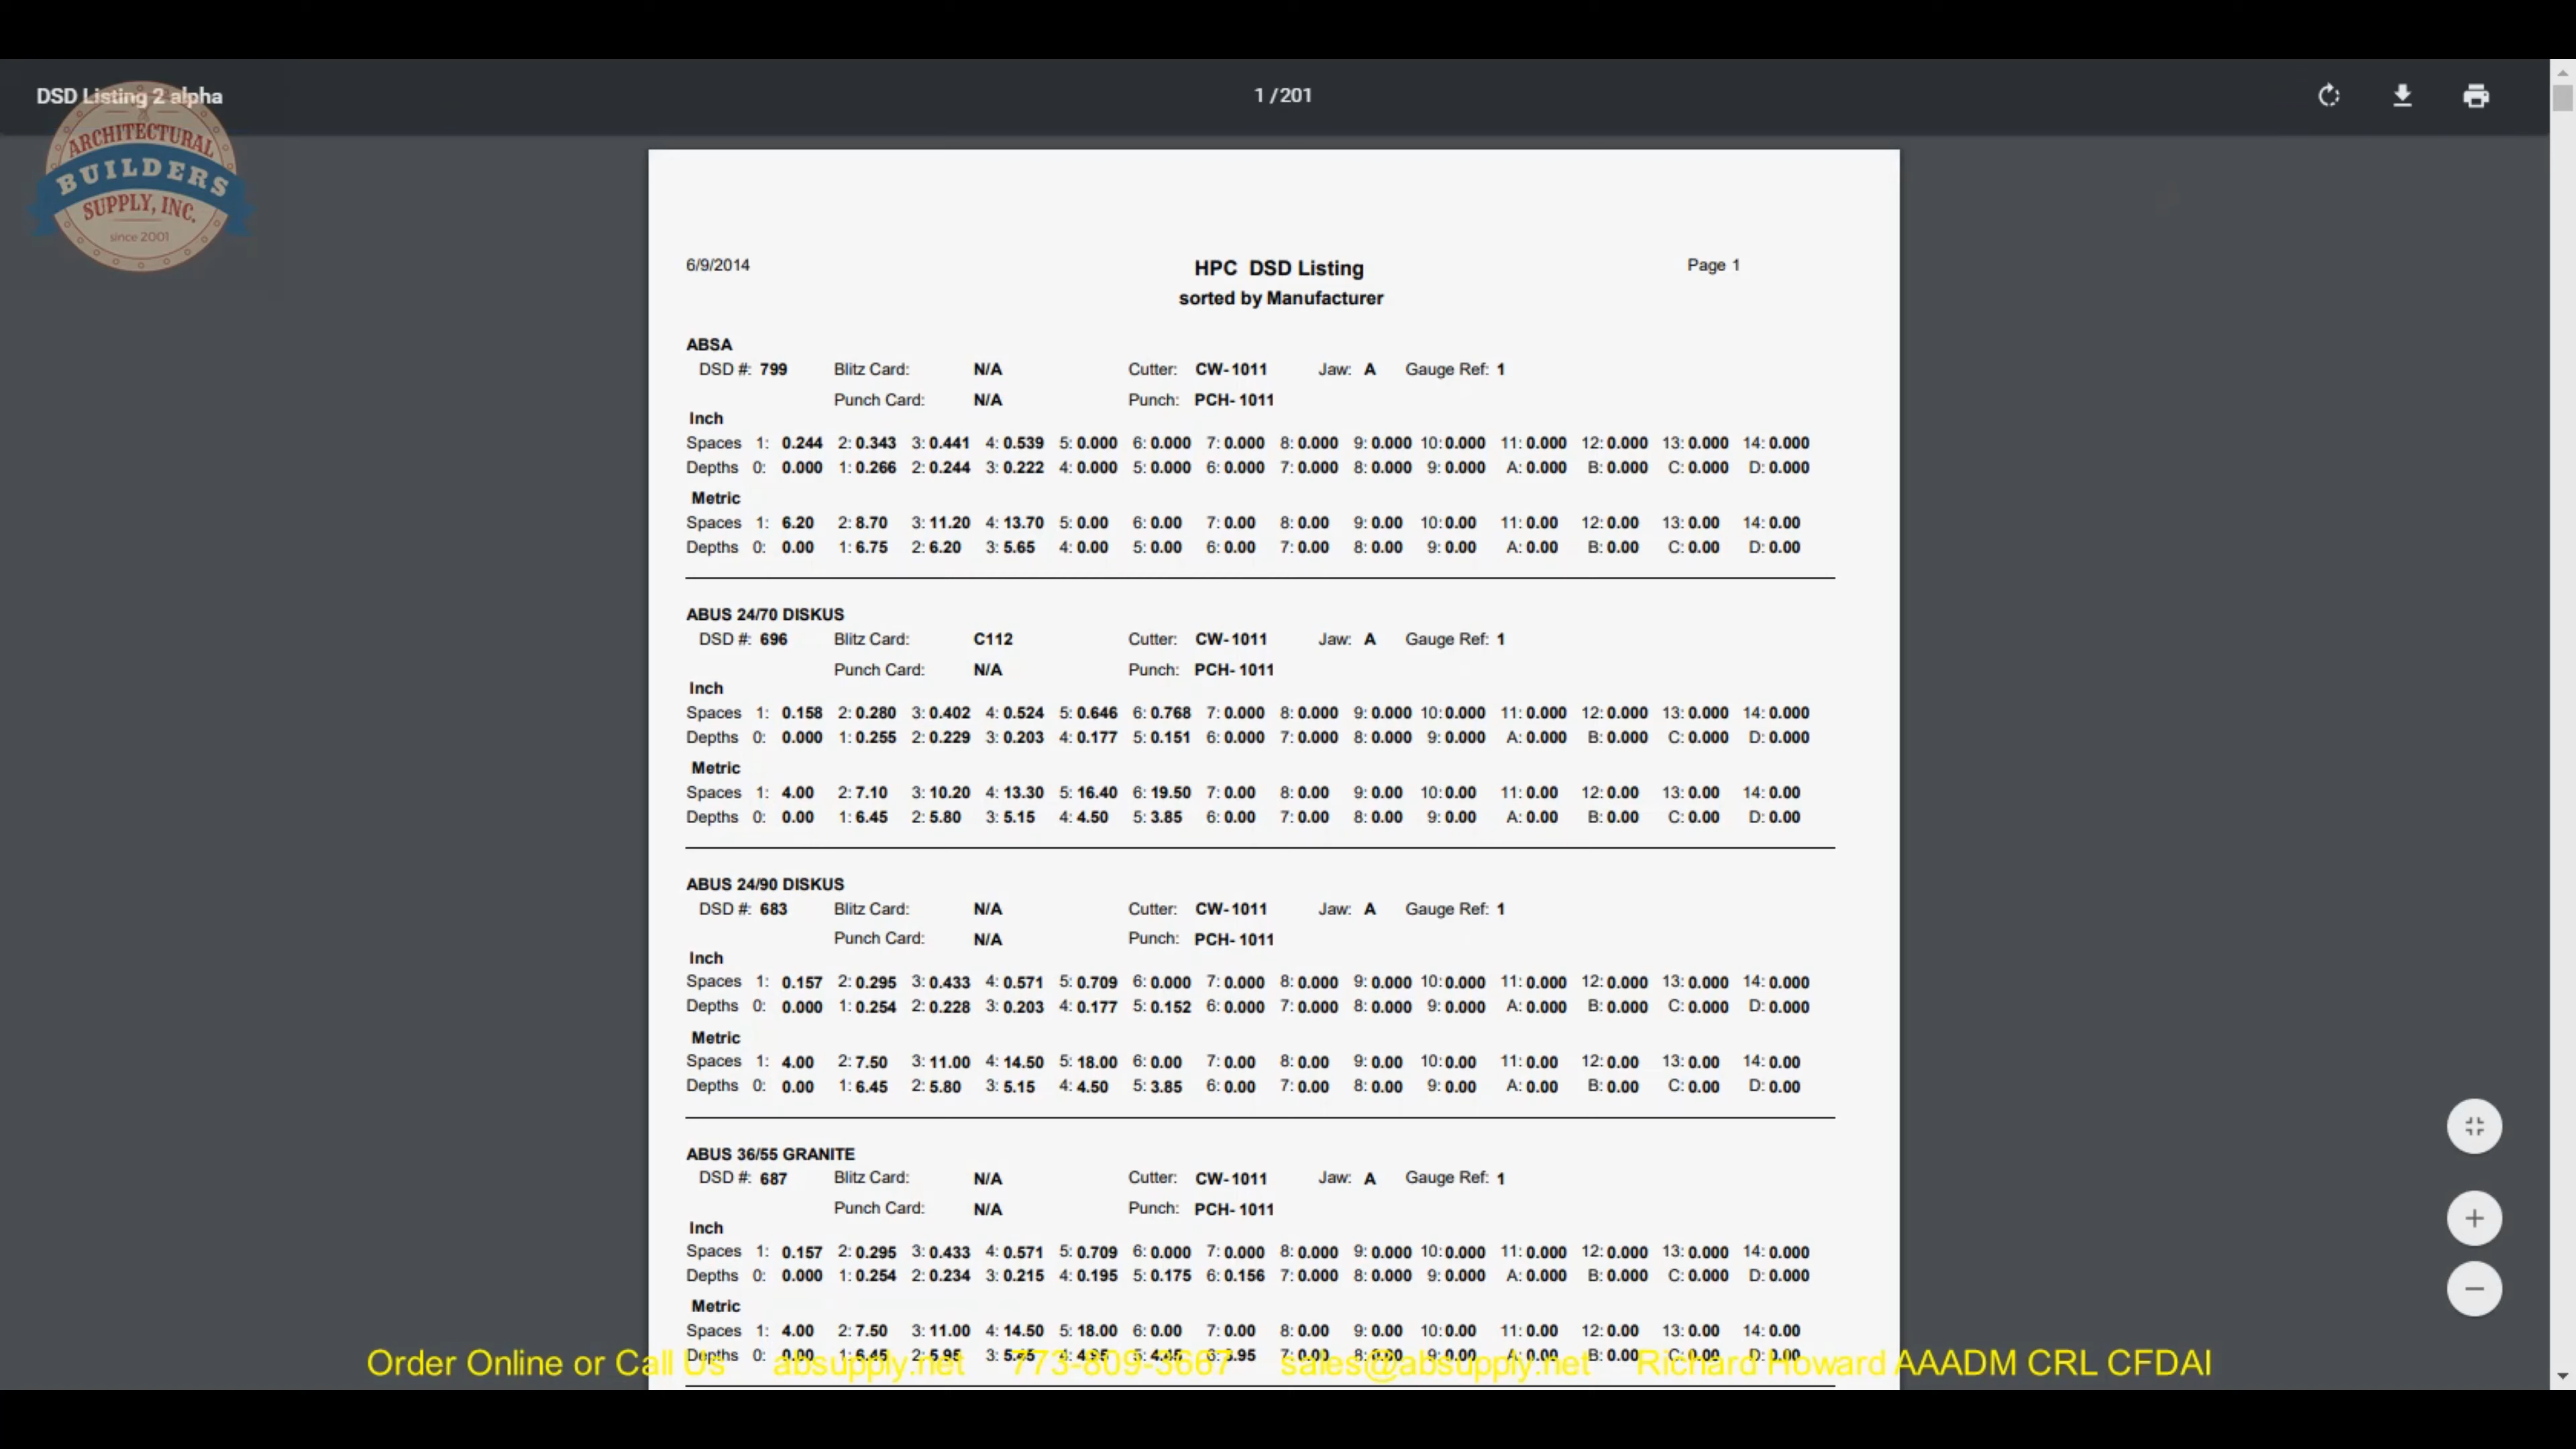 DSD Listing 2 alpha
1 / 201
ARCHITECTURAL
BUILDERS
SUPPLY, INC.
since 2001
6/9/2014 HPC DSD Listing Page 1
sorted by Manufacturer
ABSA
DSD #: 799 Blitz Card: N/A Cutter: CW-1011 Jaw: A Gauge Ref: 1
Punch Card: N/A Punch: PCH-1011
Inch
Spaces 1: 0.244 2: 0.343 3: 0.441 4: 0.539 5: 0.000 6: 0.000 7: 0.000 8: 0.000 9: 0.000 10: 0.000 11: 0.000 12: 0.000 13: 0.000 14: 0.000
Depths 0: 0.000 1: 0.266 2: 0.244 3: 0.222 4: 0.000 5: 0.000 6: 0.000 7: 0.000 8: 0.000 9: 0.000 A: 0.000 B: 0.000 C: 0.000 D: 0.000
Metric
Spaces 1: 6.20 2: 8.70 3: 11.20 4: 13.70 5: 0.00 6: 0.00 7: 0.00 8: 0.00 9: 0.00 10: 0.00 11: 0.00 12: 0.00 13: 0.00 14: 0.00
Depths 0: 0.00 1: 6.75 2: 6.20 3: 5.65 4: 0.00 5: 0.00 6: 0.00 7: 0.00 8: 0.00 9: 0.00 A: 0.00 B: 0.00 C: 0.00 D: 0.00
ABUS 24/70 DISKUS
DSD #: 696 Blitz Card: C112 Cutter: CW-1011 Jaw: A Gauge Ref: 1
Punch Card: N/A Punch: PCH-1011
Inch
Spaces 1: 0.158 2: 0.280 3: 0.402 4: 0.524 5: 0.646 6: 0.768 7: 0.000 8: 0.000 9: 0.000 10: 0.000 11: 0.000 12: 0.000 13: 0.000 14: 0.000
Depths 0: 0.000 1: 0.255 2: 0.229 3: 0.203 4: 0.177 5: 0.151 6: 0.000 7: 0.000 8: 0.000 9: 0.000 A: 0.000 B: 0.000 C: 0.000 D: 0.000
Metric
Spaces 1: 4.00 2: 7.10 3: 10.20 4: 13.30 5: 16.40 6: 19.50 7: 0.00 8: 0.00 9: 0.00 10: 0.00 11: 0.00 12: 0.00 13: 0.00 14: 0.00
Depths 0: 0.00 1: 6.45 2: 5.80 3: 5.15 4: 4.50 5: 3.85 6: 0.00 7: 0.00 8: 0.00 9: 0.00 A: 0.00 B: 0.00 C: 0.00 D: 0.00
ABUS 24/90 DISKUS
DSD #: 683 Blitz Card: N/A Cutter: CW-1011 Jaw: A Gauge Ref: 1
Punch Card: N/A Punch: PCH-1011
Inch
Spaces 1: 0.157 2: 0.295 3: 0.433 4: 0.571 5: 0.709 6: 0.000 7: 0.000 8: 0.000 9: 0.000 10: 0.000 11: 0.000 12: 0.000 13: 0.000 14: 0.000
Depths 0: 0.000 1: 0.254 2: 0.228 3: 0.203 4: 0.177 5: 0.152 6: 0.000 7: 0.000 8: 0.000 9: 0.000 A: 0.000 B: 0.000 C: 0.000 D: 0.000
Metric
Spaces 1: 4.00 2: 7.50 3: 11.00 4: 14.50 5: 18.00 6: 0.00 7: 0.00 8: 0.00 9: 0.00 10: 0.00 11: 0.00 12: 0.00 13: 0.00 14: 0.00
Depths 0: 0.00 1: 6.45 2: 5.80 3: 5.15 4: 4.50 5: 3.85 6: 0.00 7: 0.00 8: 0.00 9: 0.00 A: 0.00 B: 0.00 C: 0.00 D: 0.00
ABUS 36/55 GRANITE
DSD #: 687 Blitz Card: N/A Cutter: CW-1011 Jaw: A Gauge Ref: 1
Punch Card: N/A Punch: PCH-1011
Inch
Spaces 1: 0.157 2: 0.295 3: 0.433 4: 0.571 5: 0.709 6: 0.000 7: 0.000 8: 0.000 9: 0.000 10: 0.000 11: 0.000 12: 0.000 13: 0.000 14: 0.000
Depths 0: 0.000 1: 0.254 2: 0.234 3: 0.215 4: 0.195 5: 0.175 6: 0.156 7: 0.000 8: 0.000 9: 0.000 A: 0.000 B: 0.000 C: 0.000 D: 0.000
Metric
Spaces 1: 4.00 2: 7.50 3: 11.00 4: 14.50 5: 18.00 6: 0.00 7: 0.00 8: 0.00 9: 0.00 10: 0.00 11: 0.00 12: 0.00 13: 0.00 14: 0.00
Depths 0: 0.00 1: 6.45 2: 5.95 3: 5.45 4: 4.95 5: 4.45 6: 3.95 7: 0.00 8: 0.00 9: 0.00 A: 0.00 B: 0.00 C: 0.00 D: 0.00
Order Online or Call Us absupply.net 773-809-3667 sales@absupply.net Richard Howard AAADM CRL CFDAI